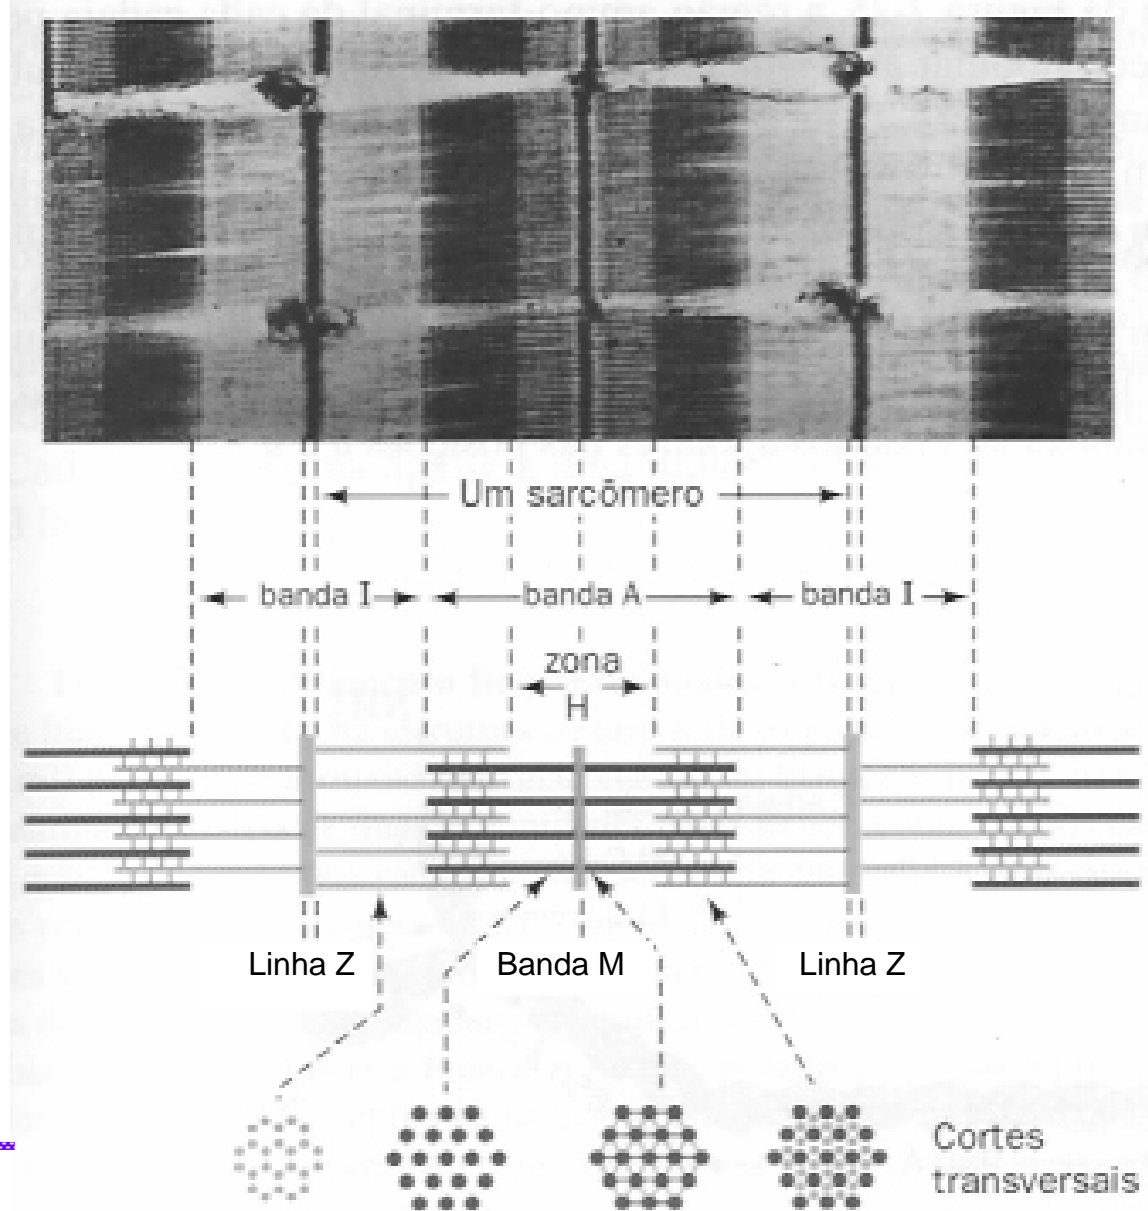 Um sarcômero
banda I banda A banda I
zona
H
Linha Z Banda M Linha Z
Cortes
transversais